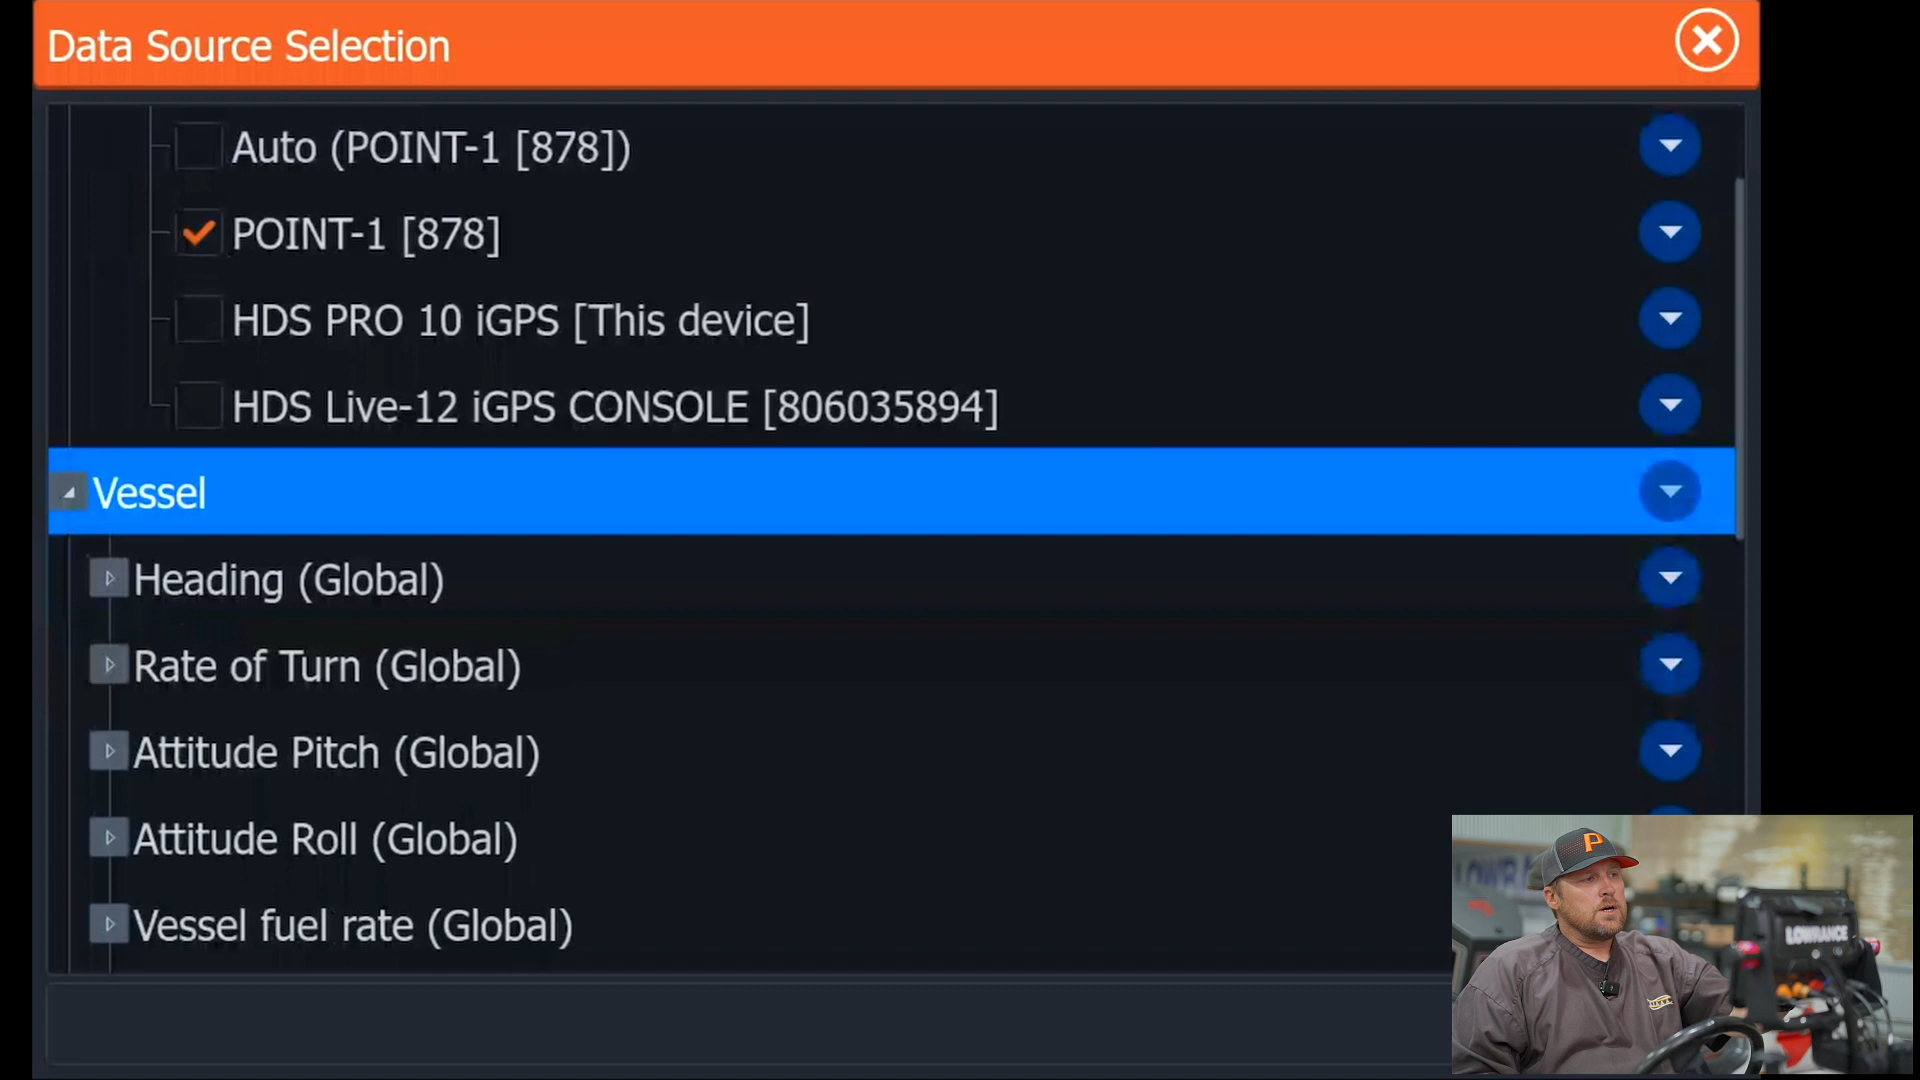 Data Source Selection
Auto (POINT-1 [878])
POINT-1 [878]
HDS PRO 10 iGPS [This device]
HDS Live-12 iGPS CONSOLE [806035894]
Vessel
Heading (Global)
Rate of Turn (Global)
Attitude Pitch (Global)
Attitude Roll (Global)
Vessel fuel rate (Global)
P
LOWRANCE